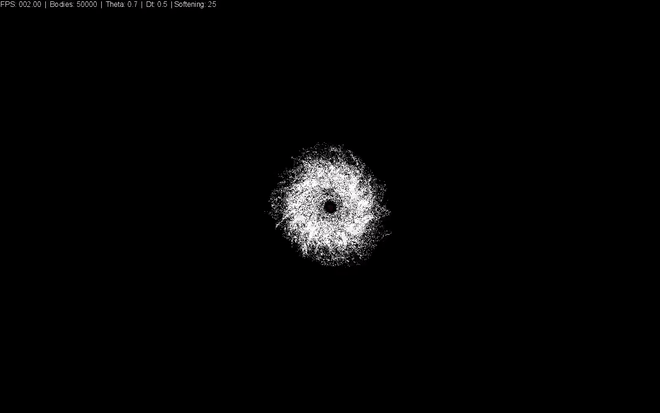 FPS: 002.00 | Bodies: 50000 | Theta: 0.7 | Dt: 0.5 | Softening: 25